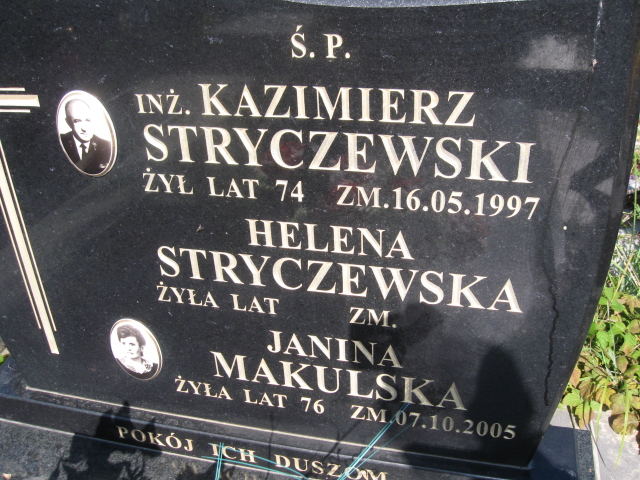 Ś. P.
INŻ. KAZIMIERZ
STRYCZEWSKI
ŻYŁ LAT 74 ZM.16.05.1997
HELENA
STRYCZEWSKA
ŻYŁA LAT ZM.
JANINA
MAKULSKA
ŻYŁA LAT 76 ZM.07.10.2005
POKÓJ ICH DUSZOM